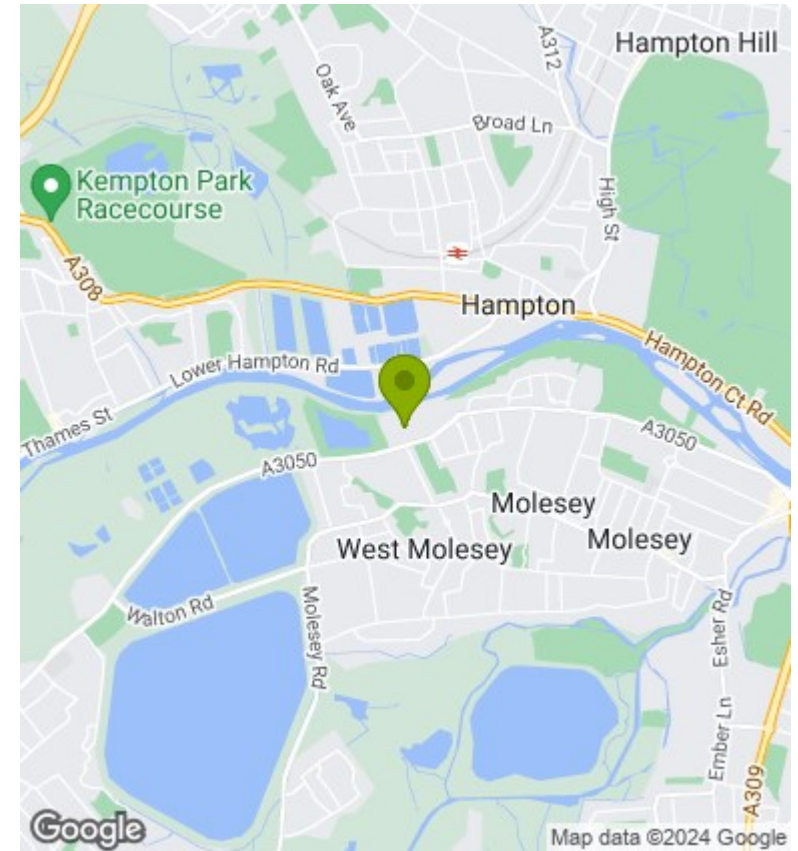 Hampton Hill
A312
Oak Ave
Broad Ln
Kempton Park
Racecourse
High St
A308
Hampton
Lower Hampton Rd
Hampton Ct Rd
Thames St
A3050
A3050
Molesey
West Molesey
Molesey
Walton Rd
Molesey Rd
Esher Rd
Ember Ln
A309
Google
Map data ©2024 Google